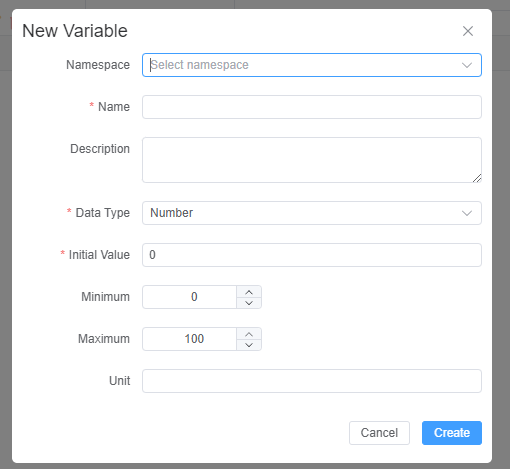 New Variable
Namespace Select namespace
* Name
Description
* Data Type Number
* Initial Value 0
Minimum 0
Maximum 100
Unit
Cancel Create